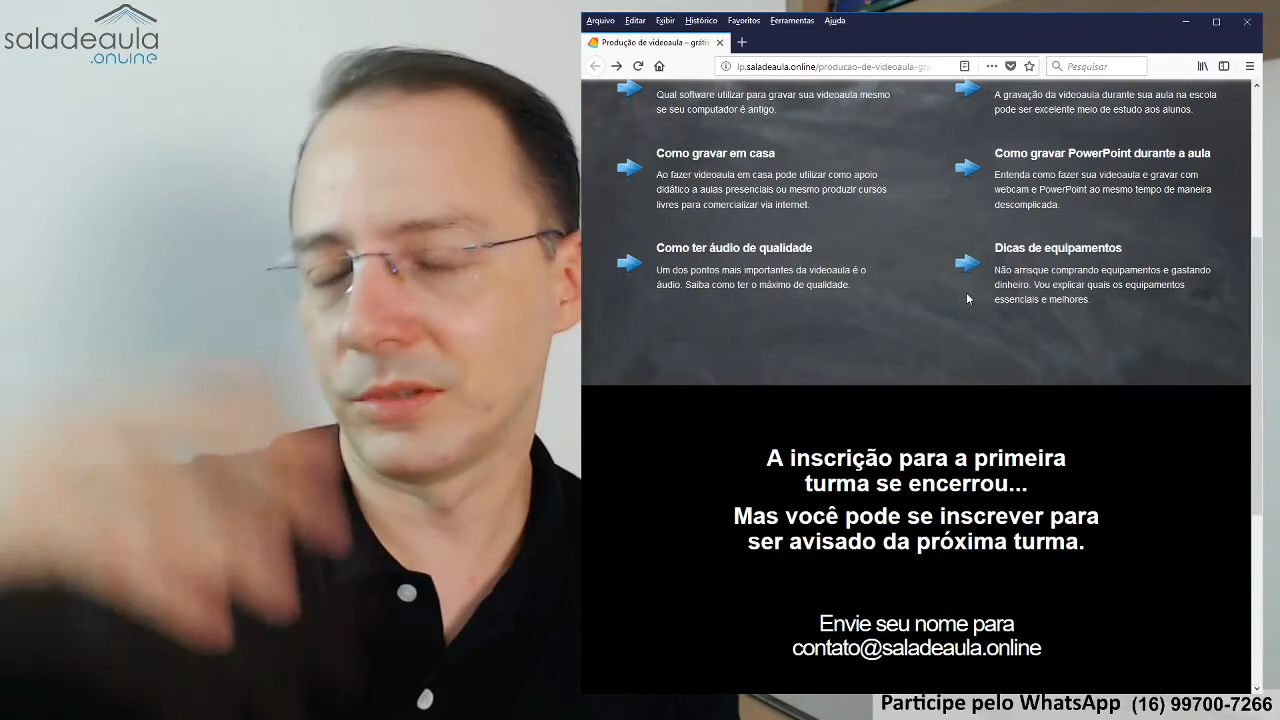 saladeaula
.online
Arquivo Editar Exibir Histórico Favoritos Ferramentas Ajuda
Produção de videoaula – grátis
lp.saladeaula.online/producao-de-videoaula-gra
Pesquisar
Qual software utilizar para gravar sua videoaula mesmo
se seu computador é antigo.
A gravação da videoaula durante sua aula na escola
pode ser excelente meio de estudo aos alunos.
Como gravar em casa
Ao fazer videoaula em casa pode utilizar como apoio
didático a aulas presenciais ou mesmo produzir cursos
livres para comercializar via internet.
Como gravar PowerPoint durante a aula
Entenda como fazer sua videoaula e gravar com
webcam e PowerPoint ao mesmo tempo de maneira
descomplicada.
Como ter áudio de qualidade
Um dos pontos mais importantes da videoaula é o
áudio. Saiba como ter o máximo de qualidade.
Dicas de equipamentos
Não arrisque comprando equipamentos e gastando
dinheiro. Vou explicar quais os equipamentos
essenciais e melhores.
A inscrição para a primeira
turma se encerrou...
Mas você pode se inscrever para
ser avisado da próxima turma.
Envie seu nome para
contato@saladeaula.online
Participe pelo WhatsApp (16) 99700-7266